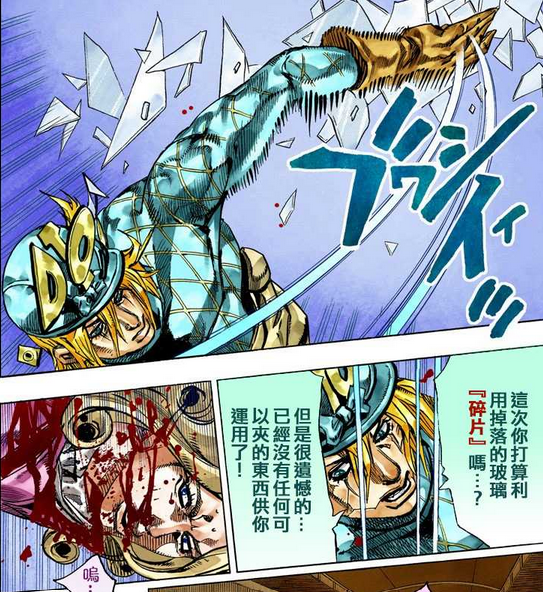 DIO
ブワシィイッ
這次你打算利
用掉落的玻璃
『碎片』嗎…?
但是很遺憾的…
已經沒有任何可
以夾的東西供你
運用了!
嗚…